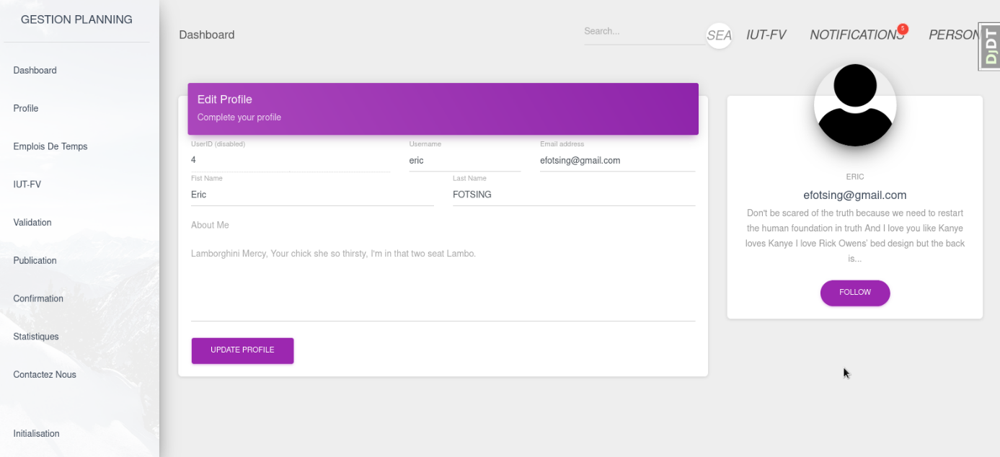 GESTION PLANNING
Dashboard
Profile
Emplois De Temps
IUT-FV
Validation
Publication
Confirmation
Statistiques
Contactez Nous
Initialisation
Dashboard
Search...
SEA
IUT-FV
NOTIFICATIONS
5
PERSON
DjDT
Edit Profile
Complete your profile
UserID (disabled)
Username
Email address
4
eric
efotsing@gmail.com
Fist Name
Last Name
Eric
FOTSING
About Me
Lamborghini Mercy, Your chick she so thirsty, I'm in that two seat Lambo.
UPDATE PROFILE
ERIC
efotsing@gmail.com
Don't be scared of the truth because we need to restart
the human foundation in truth And I love you like Kanye
loves Kanye I love Rick Owens' bed design but the back
is...
FOLLOW